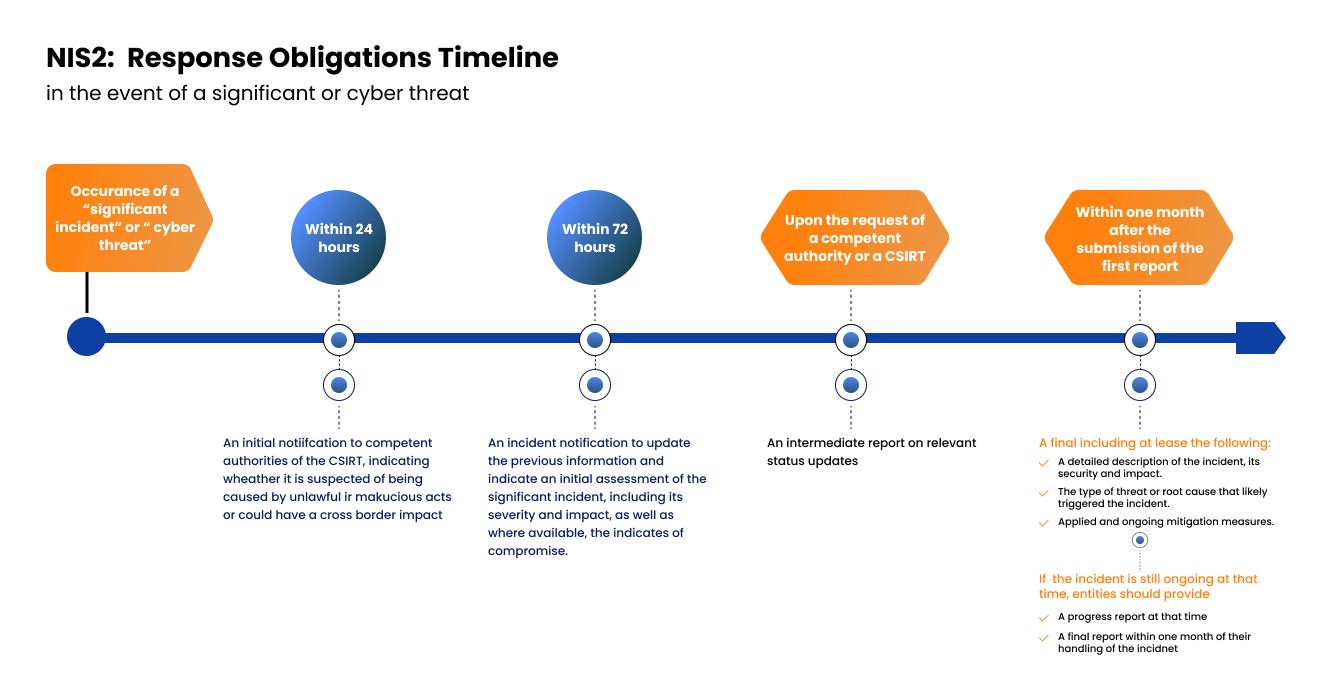 NIS2:  Response Obligations Timeline
in the event of a significant or cyber threat
Occurance of a
“significant
incident” or “ cyber
threat”
Within 24
hours
Within 72
hours
Upon the request of
a competent
authority or a CSIRT
Within one month
after the
submission of the
first report
An initial notiifcation to competent
authorities of the CSIRT, indicating
wheather it is suspected of being
caused by unlawful ir makucious acts
or could have a cross border impact
An incident notification to update
the previous information and
indicate an initial assessment of the
significant incident, including its
severity and impact, as well as
where available, the indicates of
compromise.
An intermediate report on relevant
status updates
A final including at lease the following:
A detailed description of the incident, its
security and impact.
The type of threat or root cause that likely
triggered the incident.
Applied and ongoing mitigation measures.
If  the incident is still ongoing at that
time, entities should provide
A progress report at that time
A final report within one month of their
handling of the incidnet